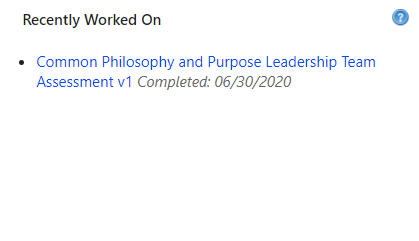 Recently Worked On
?
• Common Philosophy and Purpose Leadership Team
Assessment v1 Completed: 06/30/2020